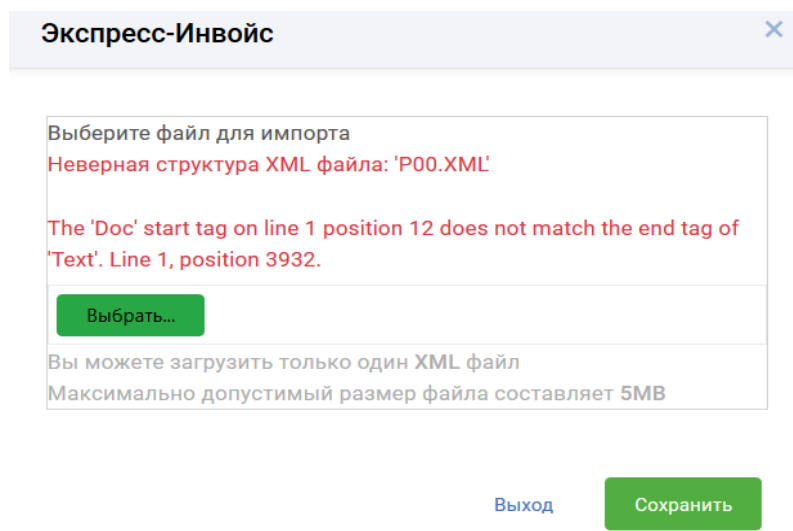 Экспресс-Инвойс
×
Выберите файл для импорта
Неверная структура XML файла: 'P00.XML'
The 'Doc' start tag on line 1 position 12 does not match the end tag of
'Text'. Line 1, position 3932.
Выбрать...
Вы можете загрузить только один XML файл
Максимально допустимый размер файла составляет 5MB
Выход
Сохранить